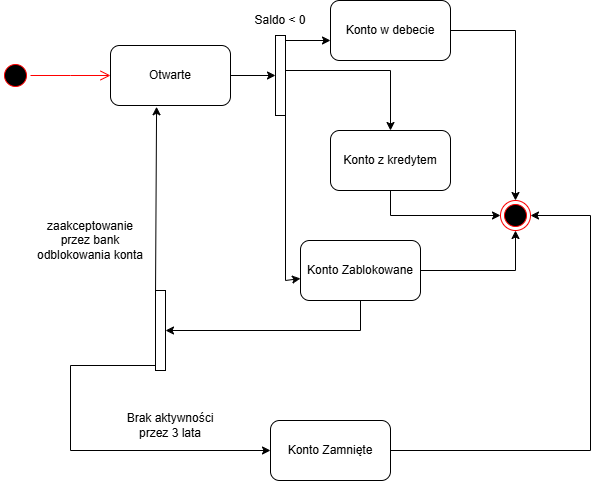 Saldo < 0
Konto w debecie
Otwarte
Konto z kredytem
zaakceptowanie
przez bank
odblokowania konta
Konto Zablokowane
Brak aktywności
przez 3 lata
Konto Zamnięte